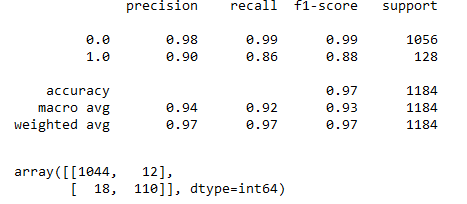 precision recall f1-score support
0.0 0.98 0.99 0.99 1056
1.0 0.90 0.86 0.88 128
accuracy 0.97 1184
macro avg 0.94 0.92 0.93 1184
weighted avg 0.97 0.97 0.97 1184
array([[1044, 12],
[ 18, 110]], dtype=int64)